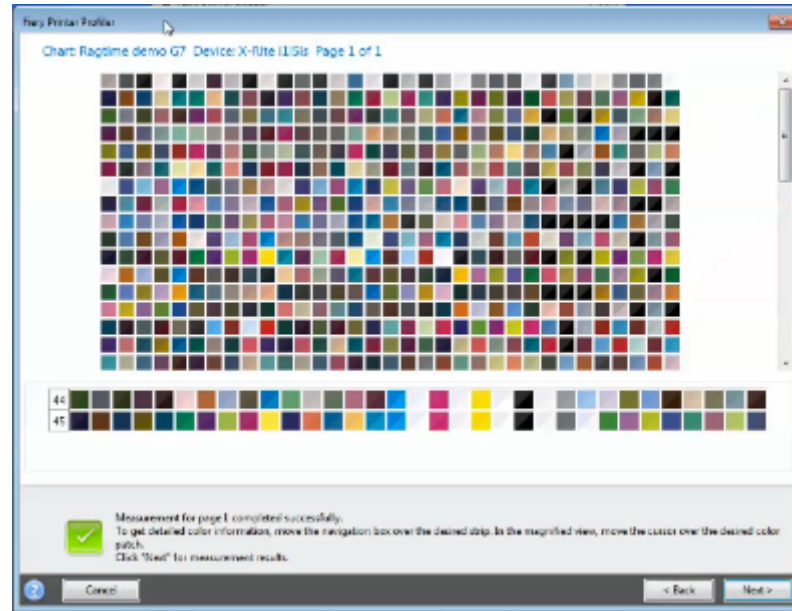 Fiery Printer Profiler
Chart: Ragtime demo G7 Device: X-Rite i1iSis Page 1 of 1
44
45
Measurement for page 1 completed successfully.
To get detailed color information, move the navigation box over the desired strip. In the magnified view, move the cursor over the desired color
patch.
Click "Next" for measurement results.
Cancel
< Back
Next >